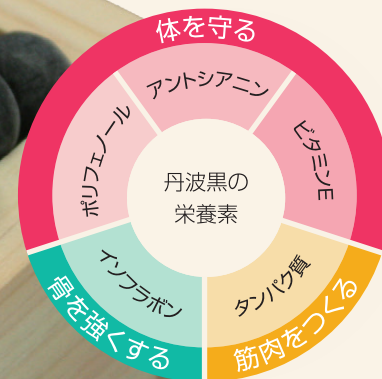 体を守る
アントシアニン
ポリフェノール
ビタミンE
丹波黒の
栄養素
イソフラボン
タンパク質
骨を強くする
筋肉をつくる